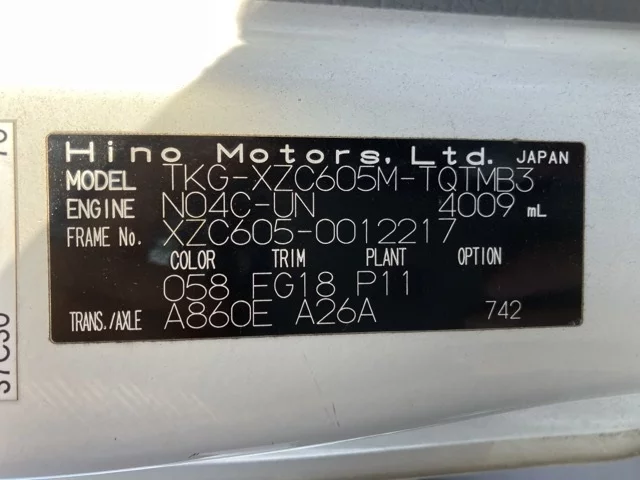 Hino Motors, Ltd. JAPAN
MODEL TKG-XZC605M-TQTMB3
ENGINE N04C-UN 4009 mL
FRAME No. XZC605-0012217
COLOR TRIM PLANT OPTION
058 FG18 P11
TRANS./AXLE A860E A26A 742